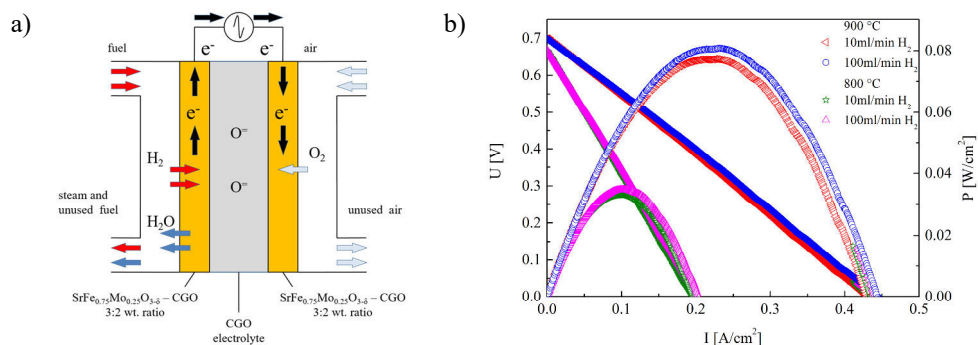 a)
fuel
e⁻
e⁻
air
e⁻
e⁻
O⁼
O⁼
H₂
O₂
steam and
unused fuel
H₂O
unused air
SrFe₀.₇₅Mo₀.₂₅O₃₋δ – CGO
3:2 wt. ratio
CGO
electrolyte
SrFe₀.₇₅Mo₀.₂₅O₃₋δ – CGO
3:2 wt. ratio
b)
U [V]
0.7
0.6
0.5
0.4
0.3
0.2
0.1
0.0
0.0
0.1
0.2
0.3
0.4
0.5
I [A/cm²]
900 °C
10ml/min H₂
100ml/min H₂
800 °C
10ml/min H₂
100ml/min H₂
0.08
0.06
0.04
0.02
0.00
P [W/cm²]